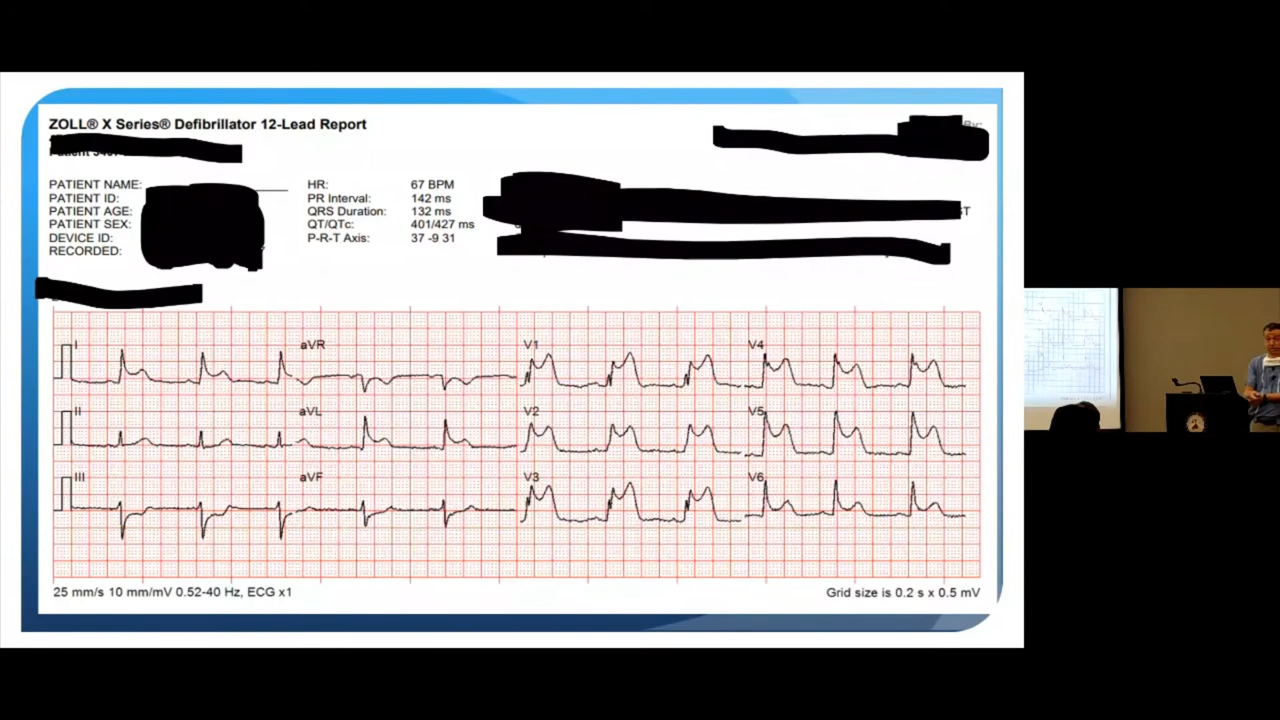 ZOLL® X Series® Defibrillator 12-Lead Report
By:
PATIENT NAME:
PATIENT ID:
PATIENT AGE:
PATIENT SEX:
DEVICE ID:
RECORDED:
HR: 67 BPM
PR Interval: 142 ms
QRS Duration: 132 ms
QT/QTc: 401/427 ms
P-R-T Axis: 37 -9 31
I aVR V1 V4
II aVL V2 V5
III aVF V3 V6
25 mm/s 10 mm/mV 0.52-40 Hz, ECG x1
Grid size is 0.2 s x 0.5 mV